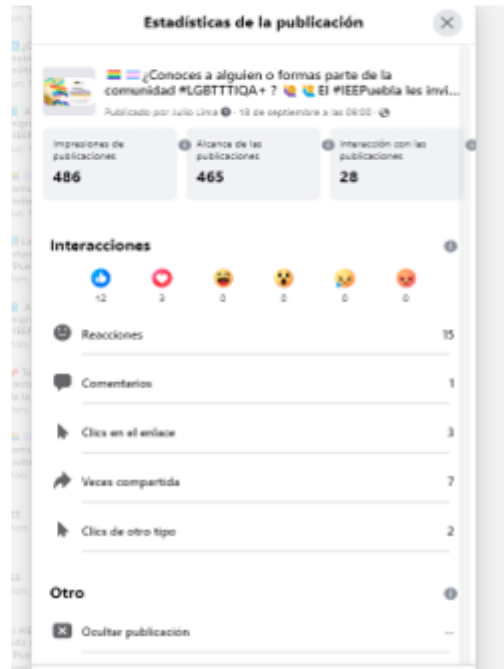 Estadísticas de la publicación
¿Conoces a alguien o formas parte de la
comunidad #LGBTTTIQA+ ? El #IEEPuebla les invi...
Publicado por Julio Lima · 18 de septiembre a las 09:00 ·
Impresiones de
publicaciones
486
Alcance de las
publicaciones
465
Interacción con las
publicaciones
28
Interacciones
12 3 0 0 0 0
Reacciones 15
Comentarios 1
Clics en el enlace 3
Veces compartida 7
Clics de otro tipo 2
Otro
Ocultar publicación --